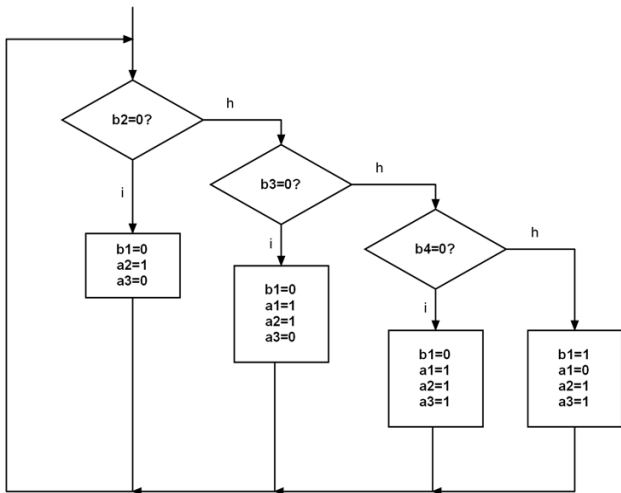 h
b2=0?
h
b3=0?
i
h
b4=0?
i
b1=0
a2=1
a3=0
b1=0
a1=1
a2=1
a3=0
i
b1=0
a1=1
a2=1
a3=1
b1=1
a1=0
a2=1
a3=1